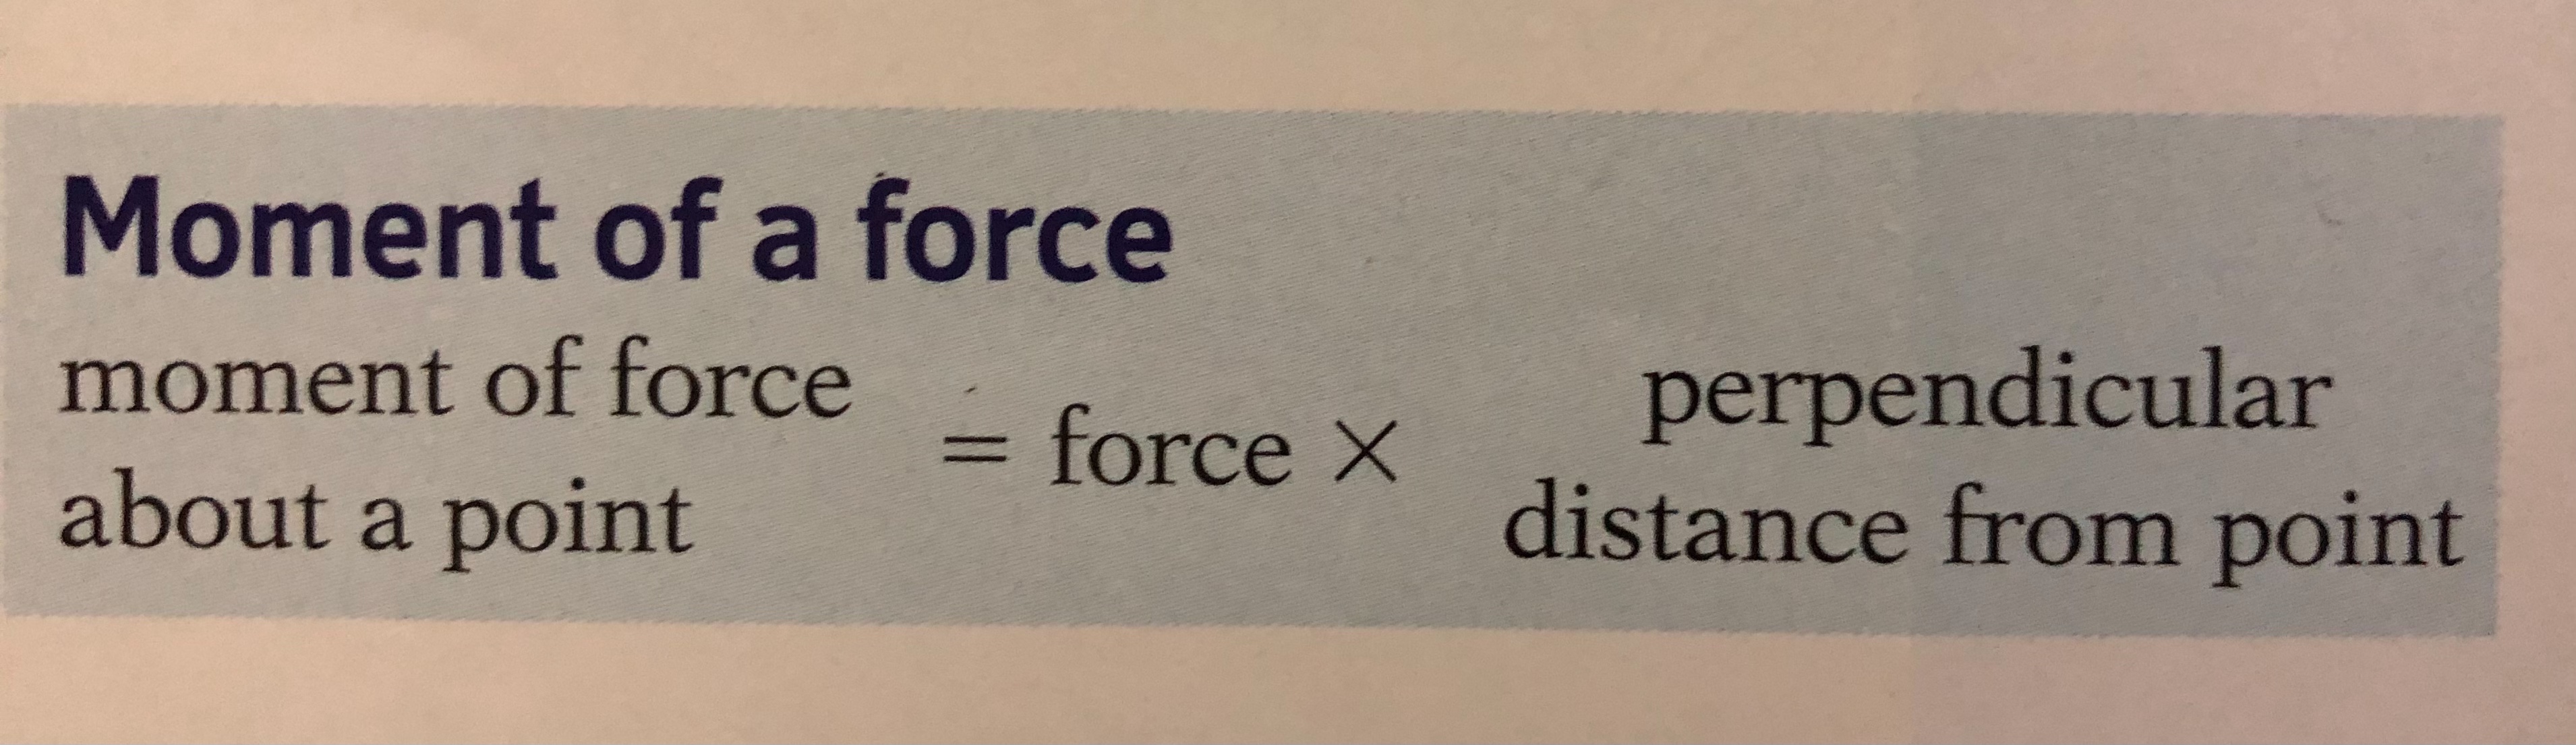 Moment of a force
moment of force
about a point
= force ×
perpendicular
distance from point